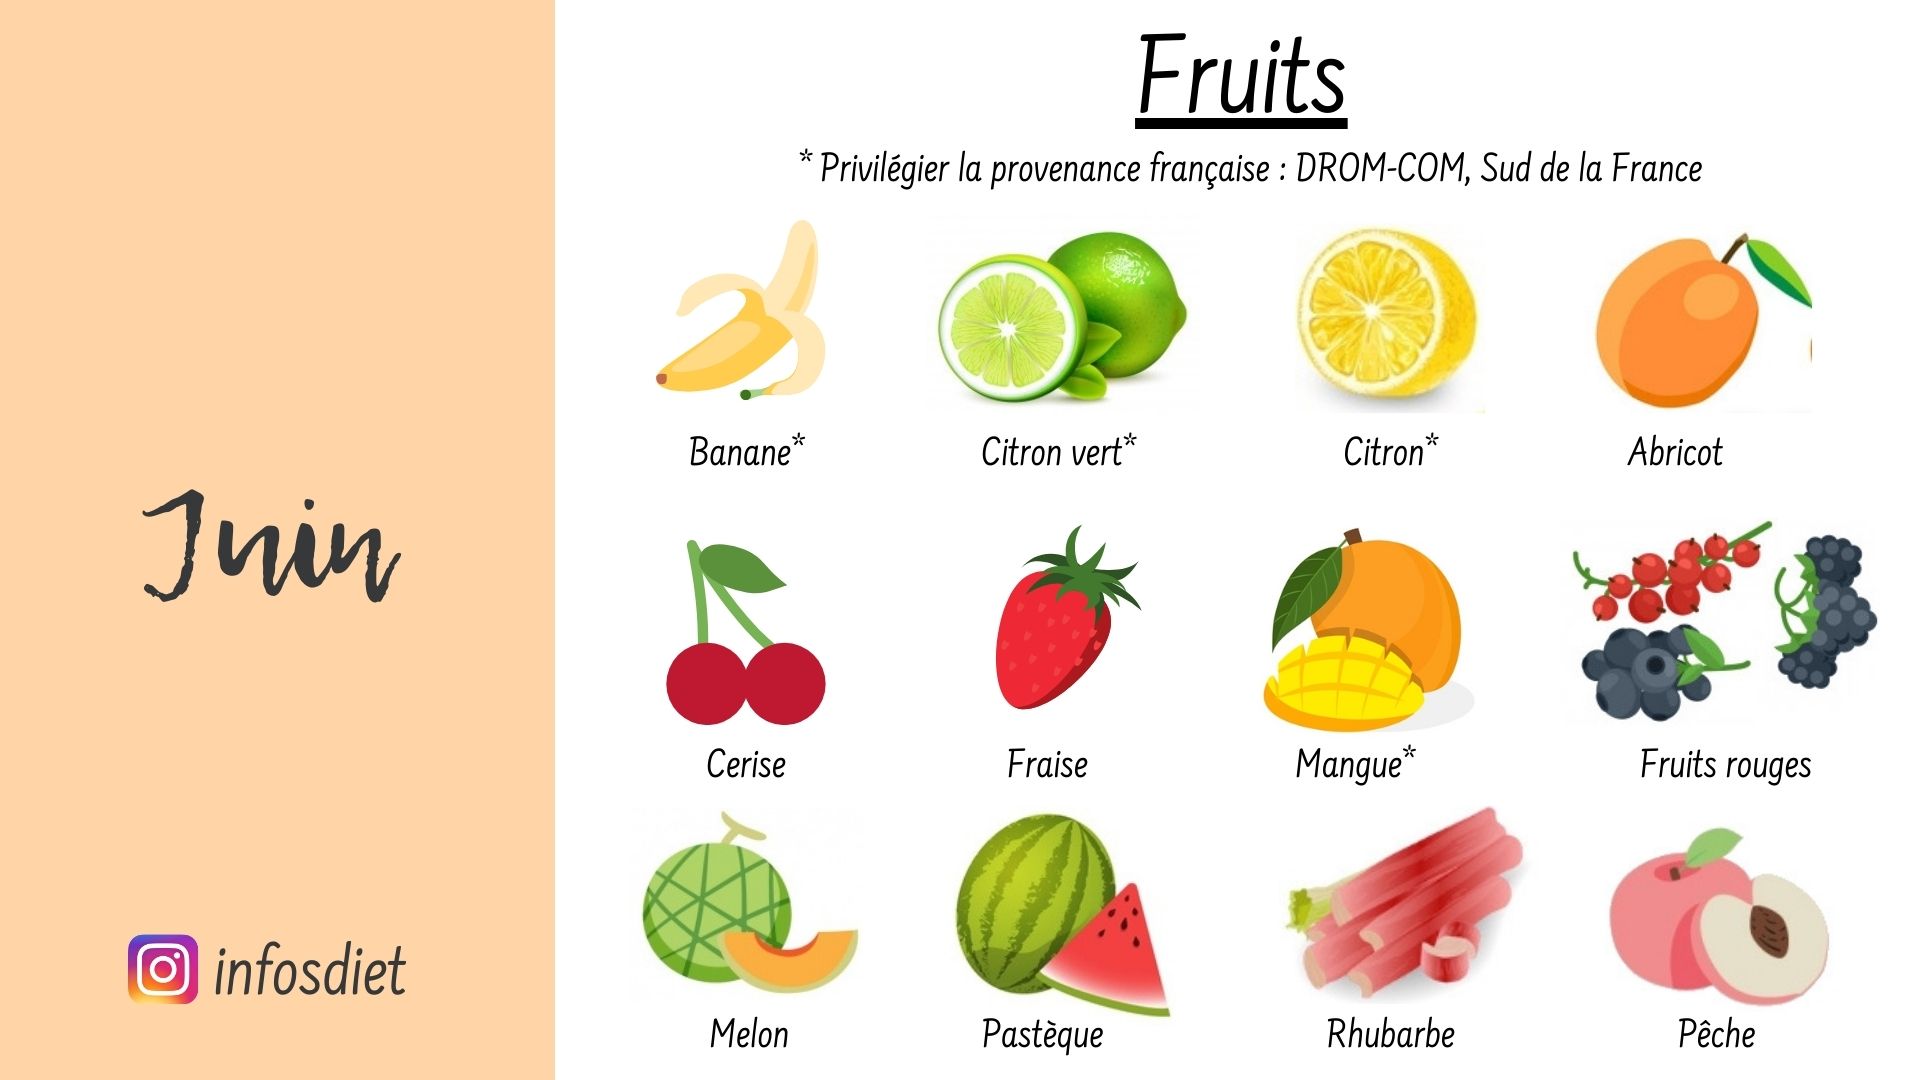 Fruits
* Privilégier la provenance française : DROM-COM, Sud de la France
Banane*
Citron vert*
Citron*
Abricot
Juin
Cerise
Fraise
Mangue*
Fruits rouges
infosdiet
Melon
Pastèque
Rhubarbe
Pêche